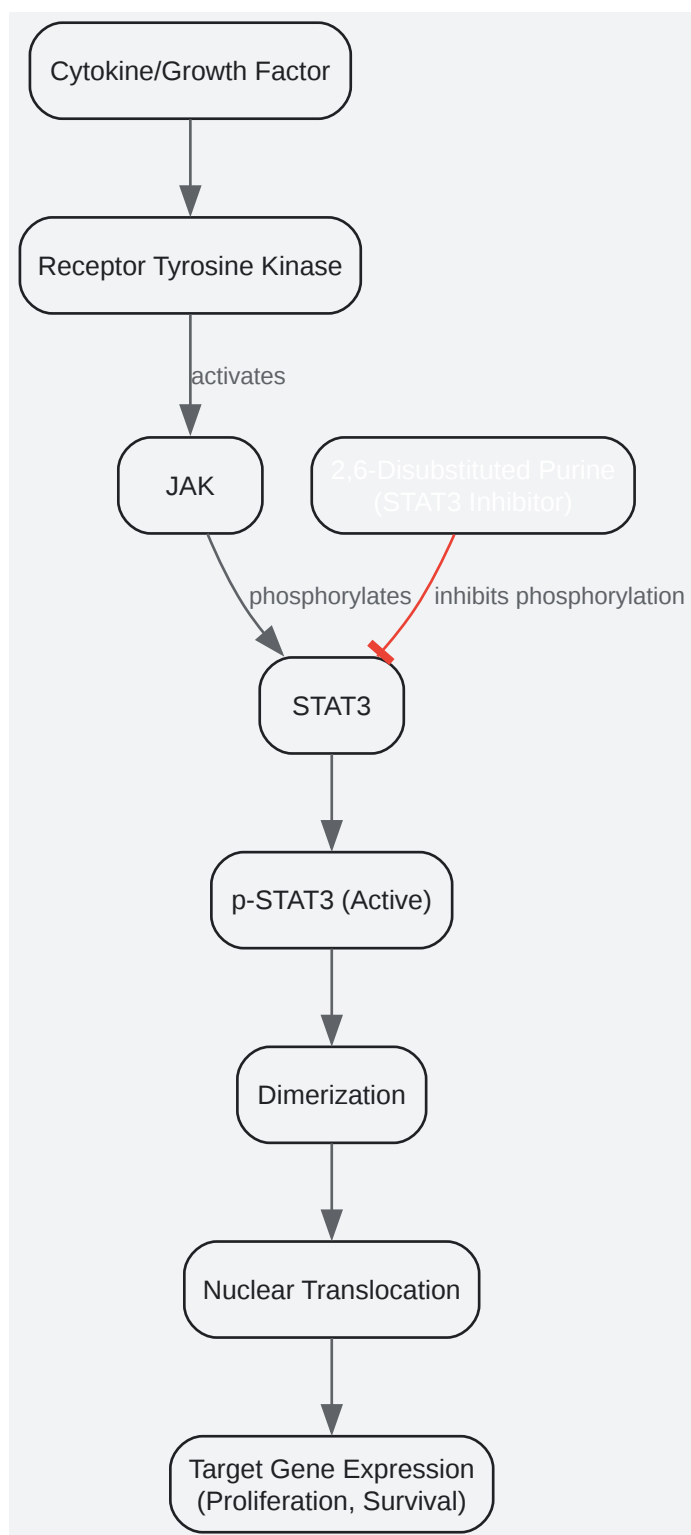 Cytokine/Growth Factor
Receptor Tyrosine Kinase
activates
JAK
2,6-Disubstituted Purine
(STAT3 Inhibitor)
phosphorylates
inhibits phosphorylation
STAT3
p-STAT3 (Active)
Dimerization
Nuclear Translocation
Target Gene Expression
(Proliferation, Survival)